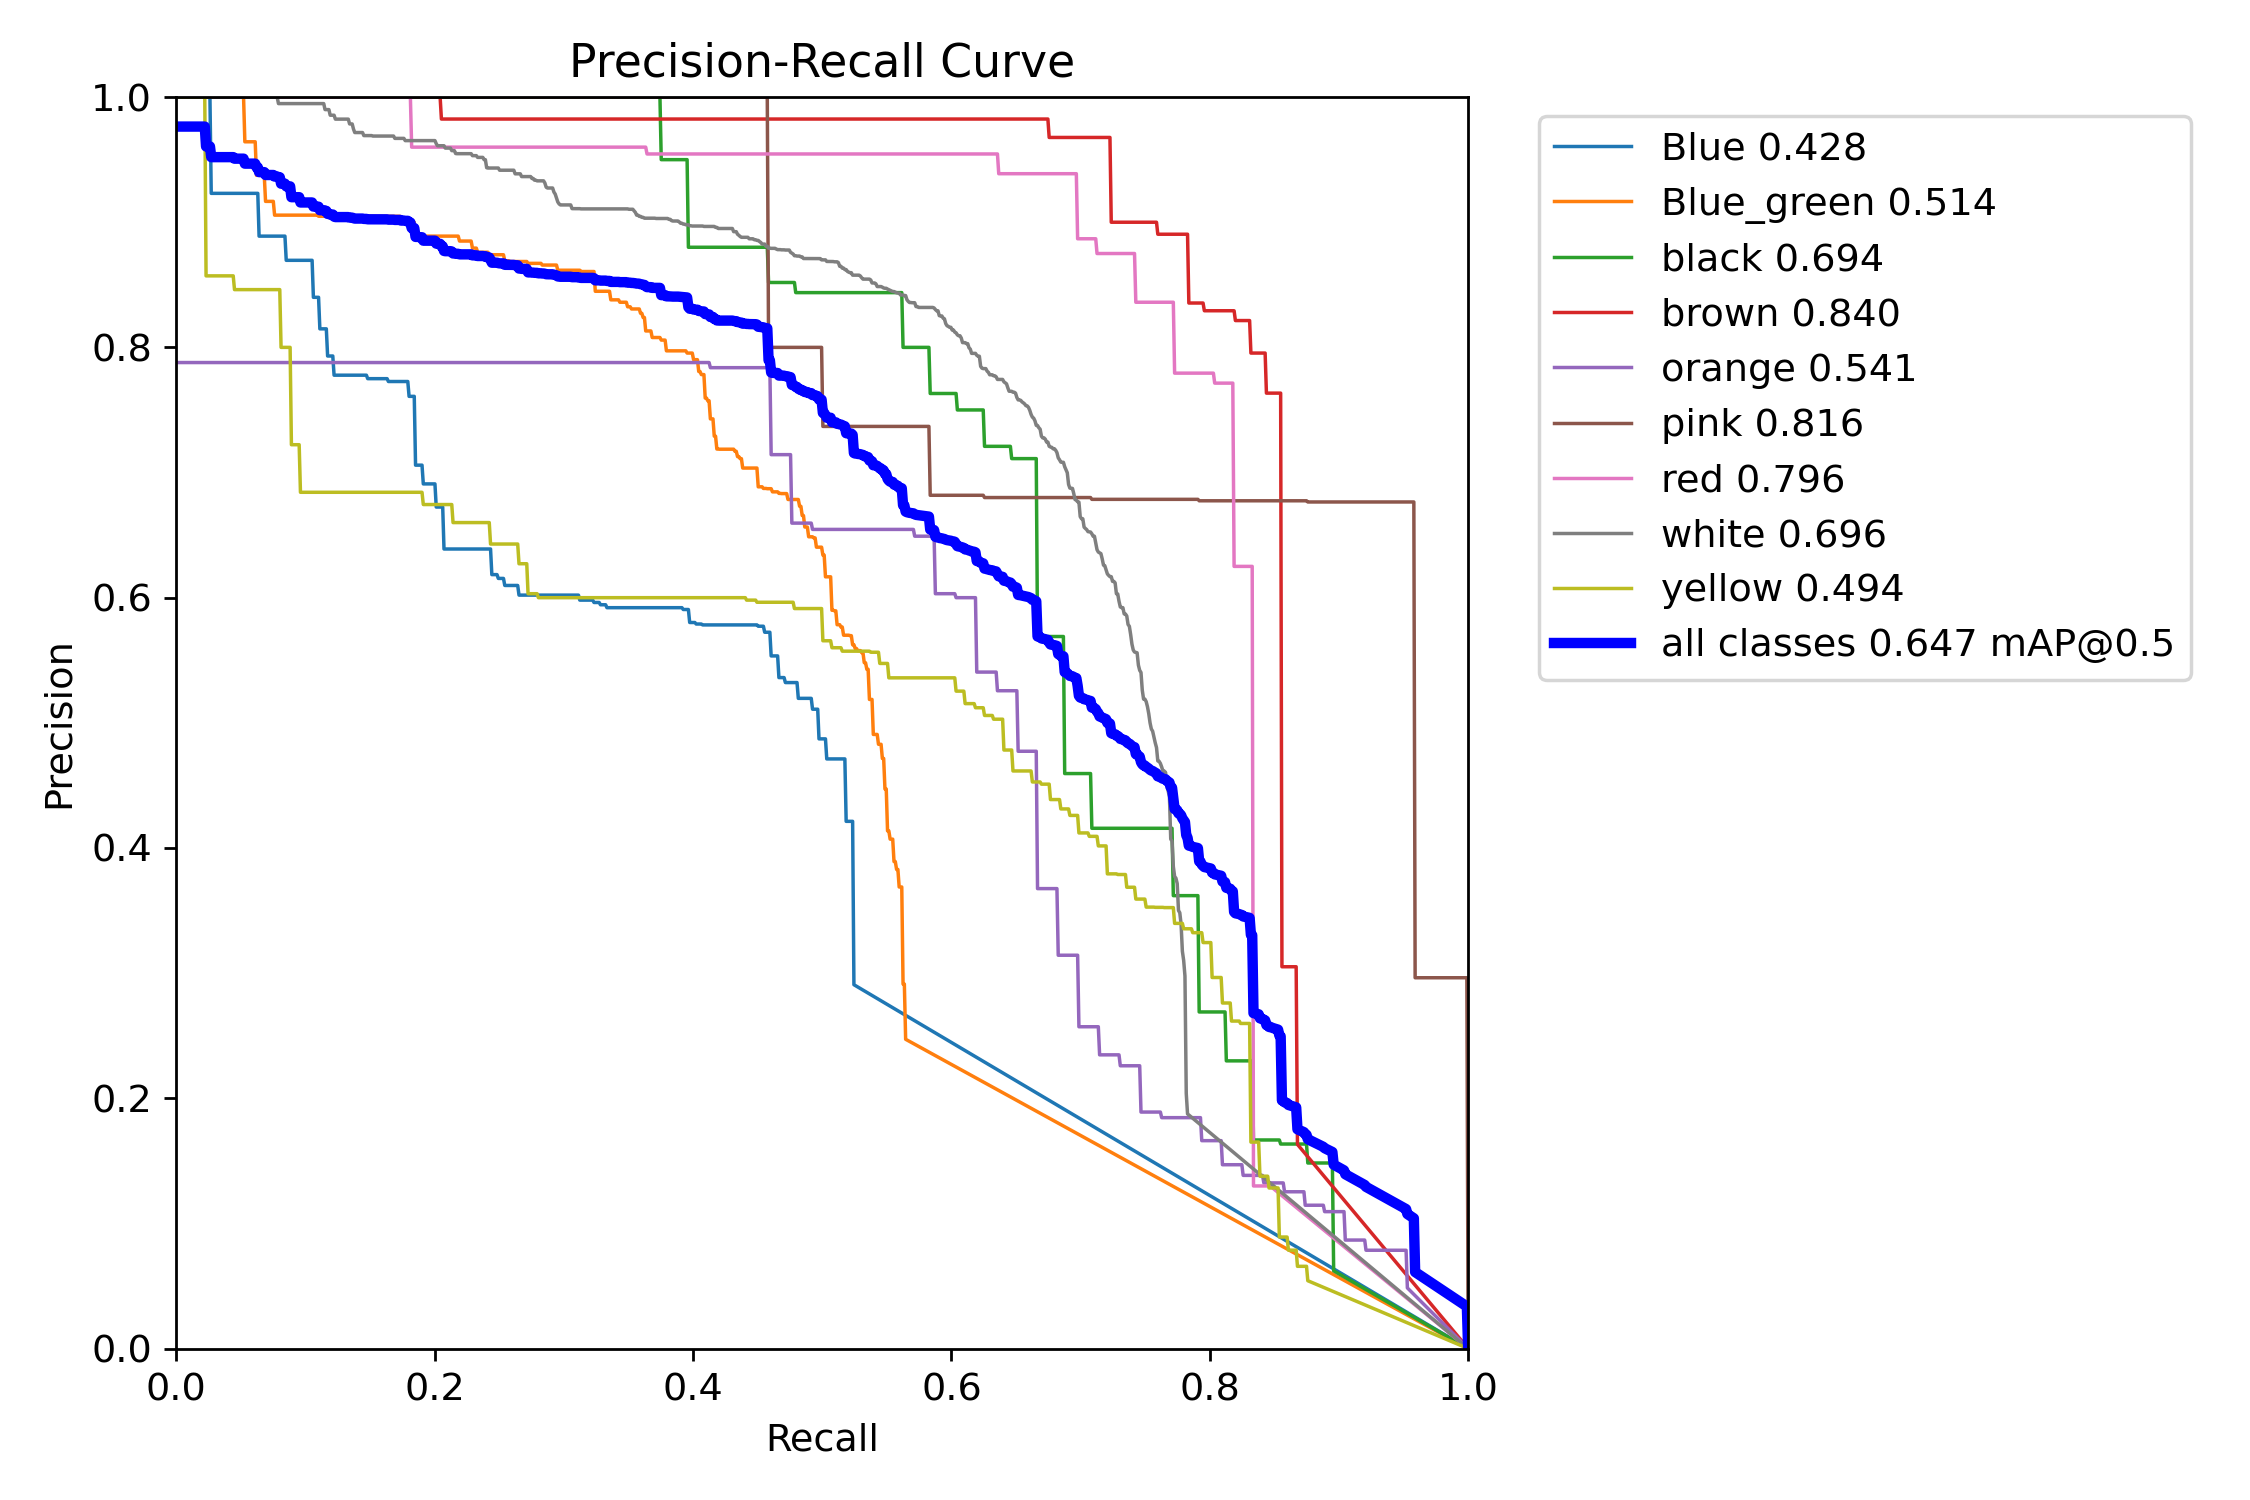 Precision-Recall Curve
1.0
0.8
0.6
0.4
0.2
0.0
Precision
0.0 0.2 0.4 0.6 0.8 1.0
Recall
Blue 0.428
Blue_green 0.514
black 0.694
brown 0.840
orange 0.541
pink 0.816
red 0.796
white 0.696
yellow 0.494
all classes 0.647 mAP@0.5